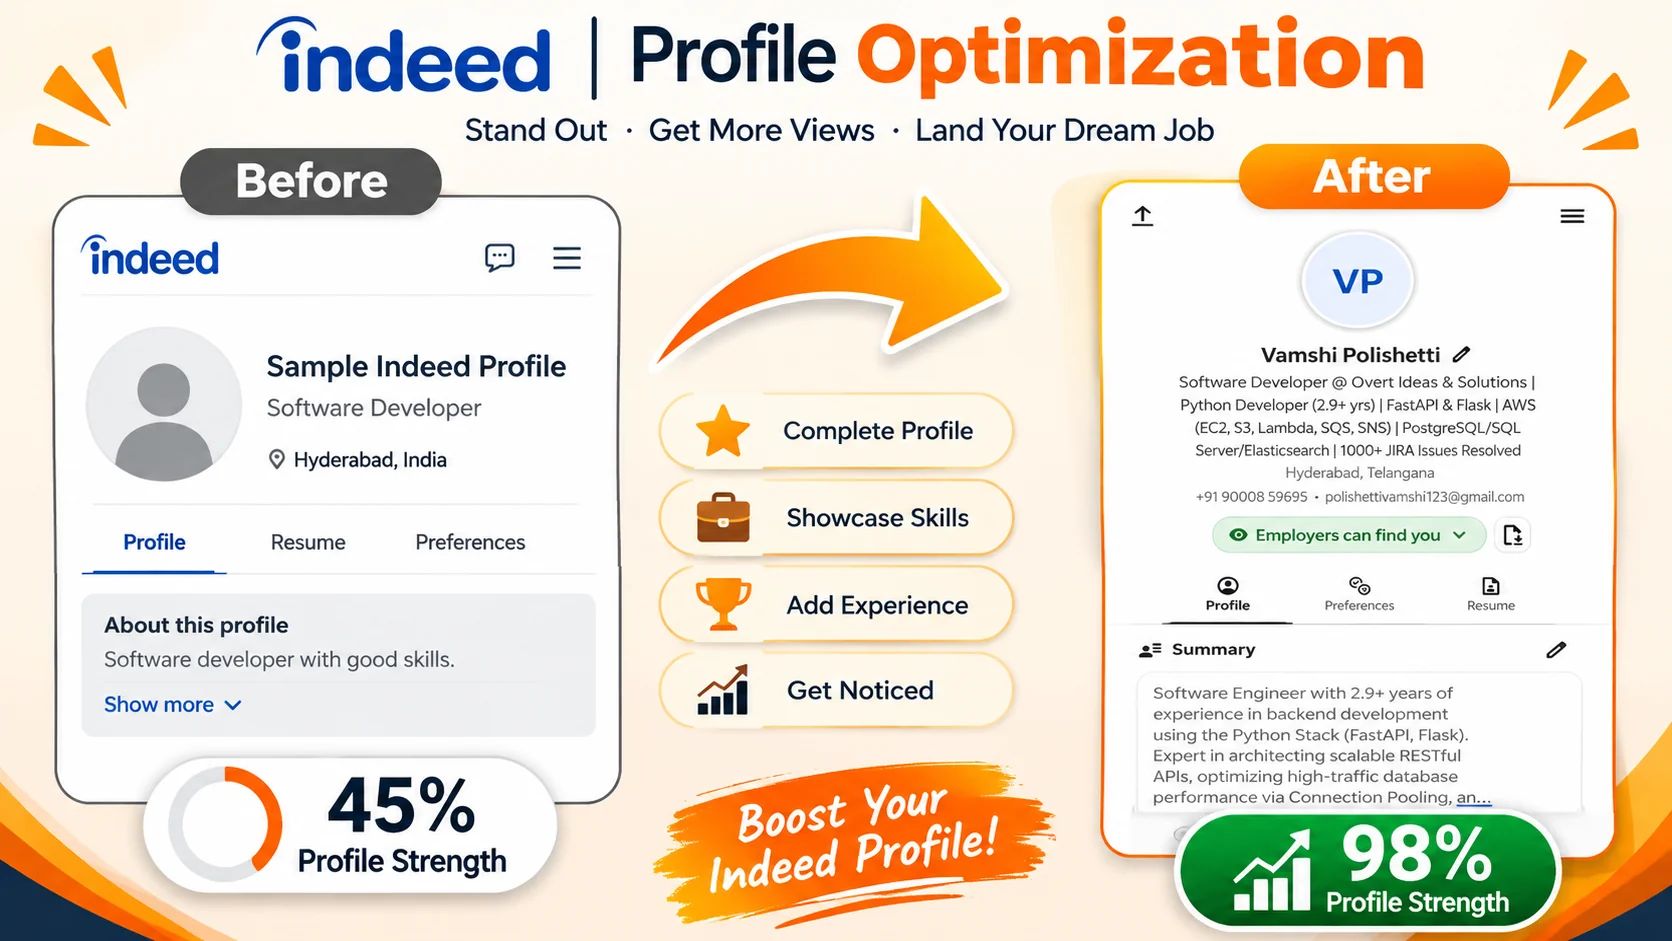 indeed | Profile Optimization
Stand Out · Get More Views · Land Your Dream Job
Before
indeed
Sample Indeed Profile
Software Developer
Hyderabad, India
Profile
Resume
Preferences
About this profile
Software developer with good skills.
Show more
45%
Profile Strength
Complete Profile
Showcase Skills
Add Experience
Get Noticed
Boost Your
Indeed Profile!
After
VP
Vamshi Polishetti
Software Developer @ Overt Ideas & Solutions |
Python Developer (2.9+ yrs) | FastAPI & Flask | AWS
(EC2, S3, Lambda, SQS, SNS) | PostgreSQL/SQL
Server/Elasticsearch | 1000+ JIRA Issues Resolved
Hyderabad, Telangana
+91 90008 59695 • polishettivamshi123@gmail.com
Employers can find you
Profile
Preferences
Resume
Summary
Software Engineer with 2.9+ years of
experience in backend development
using the Python Stack (FastAPI, Flask).
Expert in architecting scalable RESTful
APIs, optimizing high-traffic database
performance via Connection Pooling, an...
98%
Profile Strength